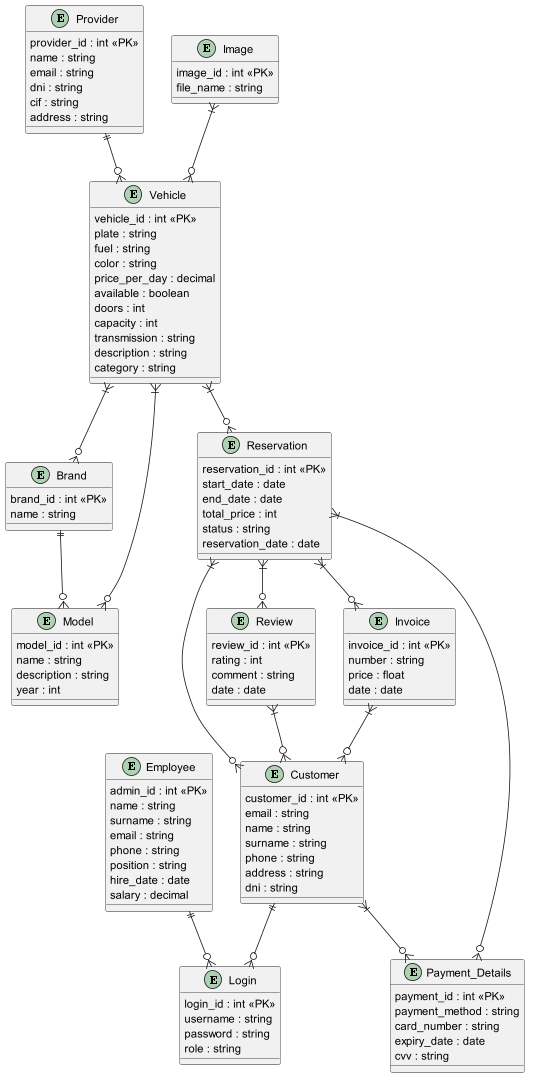 E Provider
provider_id : int «PK»
name : string
email : string
dni : string
cif : string
address : string
E Image
image_id : int «PK»
file_name : string
E Vehicle
vehicle_id : int «PK»
plate : string
fuel : string
color : string
price_per_day : decimal
available : boolean
doors : int
capacity : int
transmission : string
description : string
category : string
E Brand
brand_id : int «PK»
name : string
E Reservation
reservation_id : int «PK»
start_date : date
end_date : date
total_price : int
status : string
reservation_date : date
E Model
model_id : int «PK»
name : string
description : string
year : int
E Review
review_id : int «PK»
rating : int
comment : string
date : date
E Invoice
invoice_id : int «PK»
number : string
price : float
date : date
E Employee
admin_id : int «PK»
name : string
surname : string
email : string
phone : string
position : string
hire_date : date
salary : decimal
E Customer
customer_id : int «PK»
email : string
name : string
surname : string
phone : string
address : string
dni : string
E Login
login_id : int «PK»
username : string
password : string
role : string
E Payment_Details
payment_id : int «PK»
payment_method : string
card_number : string
expiry_date : date
cvv : string